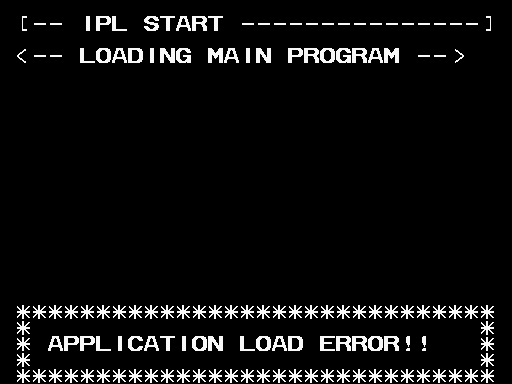 [-- IPL START ---------------]
<-- LOADING MAIN PROGRAM -->
******************************
*                            *
* APPLICATION LOAD ERROR!!   *
*                            *
******************************